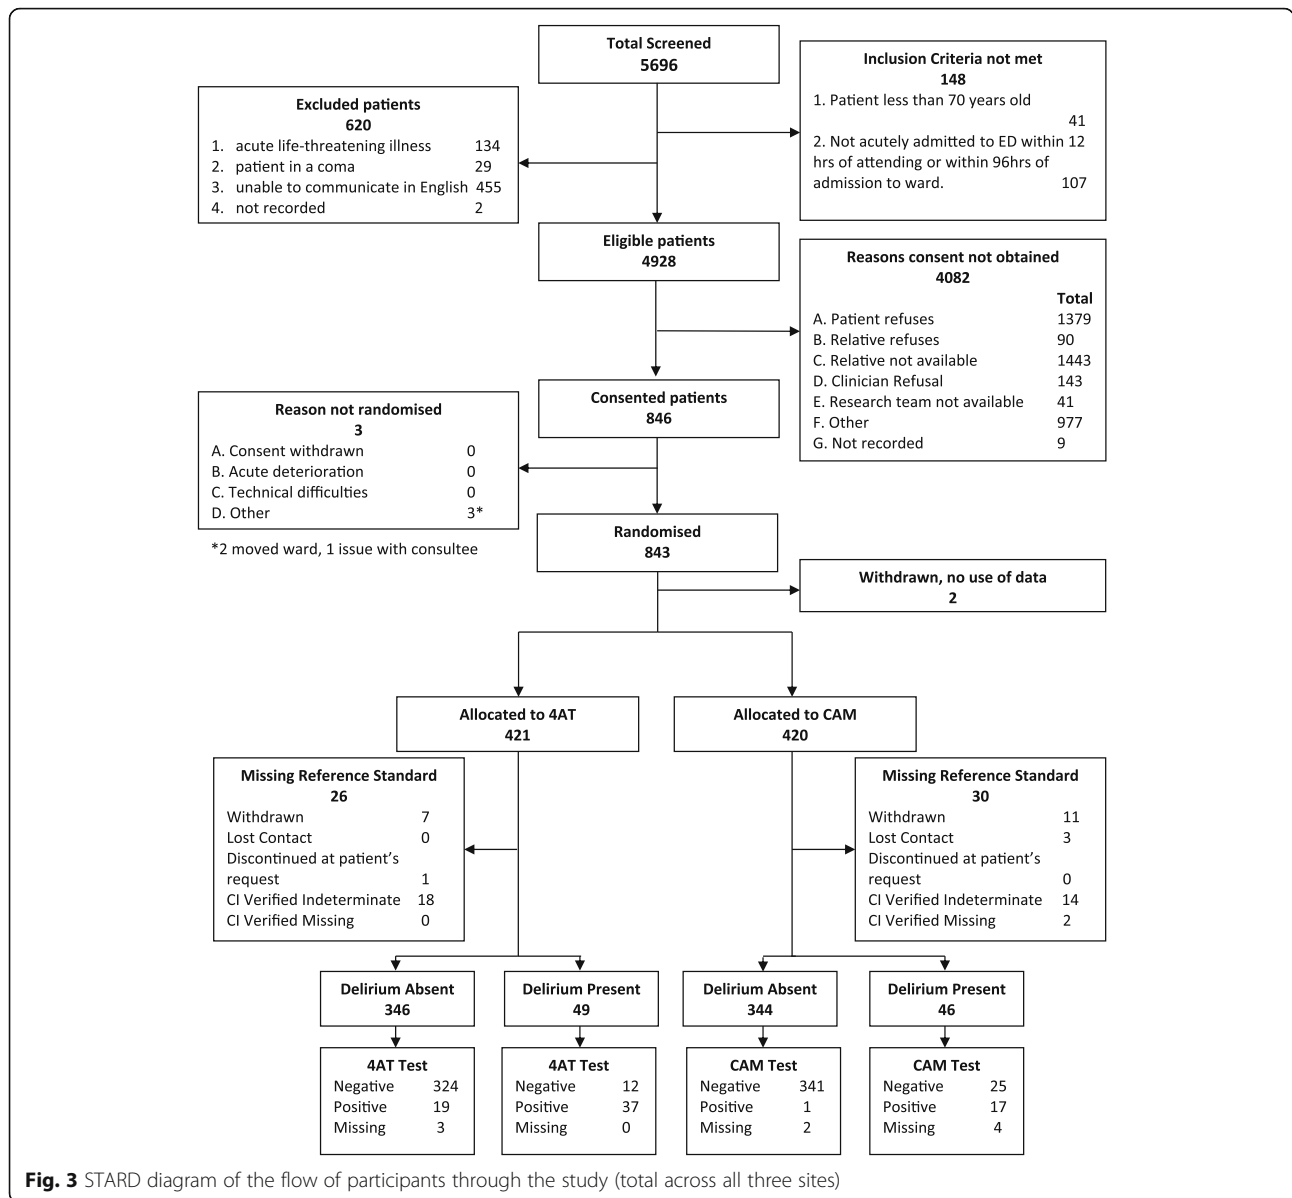 Total Screened
5696
Inclusion Criteria not met
148
1. Patient less than 70 years old
41
2. Not acutely admitted to ED within 12
hrs of attending or within 96hrs of
admission to ward. 107
Excluded patients
620
1. acute life-threatening illness 134
2. patient in a coma 29
3. unable to communicate in English 455
4. not recorded 2
Eligible patients
4928
Reasons consent not obtained
4082
Total
A. Patient refuses 1379
B. Relative refuses 90
C. Relative not available 1443
D. Clinician Refusal 143
E. Research team not available 41
F. Other 977
G. Not recorded 9
Consented patients
846
Reason not randomised
3
A. Consent withdrawn 0
B. Acute deterioration 0
C. Technical difficulties 0
D. Other 3*
*2 moved ward, 1 issue with consultee
Randomised
843
Withdrawn, no use of data
2
Allocated to 4AT
421
Allocated to CAM
420
Missing Reference Standard
26
Withdrawn 7
Lost Contact 0
Discontinued at patient's
request 1
CI Verified Indeterminate 18
CI Verified Missing 0
Missing Reference Standard
30
Withdrawn 11
Lost Contact 3
Discontinued at patient's
request 0
CI Verified Indeterminate 14
CI Verified Missing 2
Delirium Absent
346
Delirium Present
49
Delirium Absent
344
Delirium Present
46
4AT Test
Negative 324
Positive 19
Missing 3
4AT Test
Negative 12
Positive 37
Missing 0
CAM Test
Negative 341
Positive 1
Missing 2
CAM Test
Negative 25
Positive 17
Missing 4
Fig. 3 STARD diagram of the flow of participants through the study (total across all three sites)